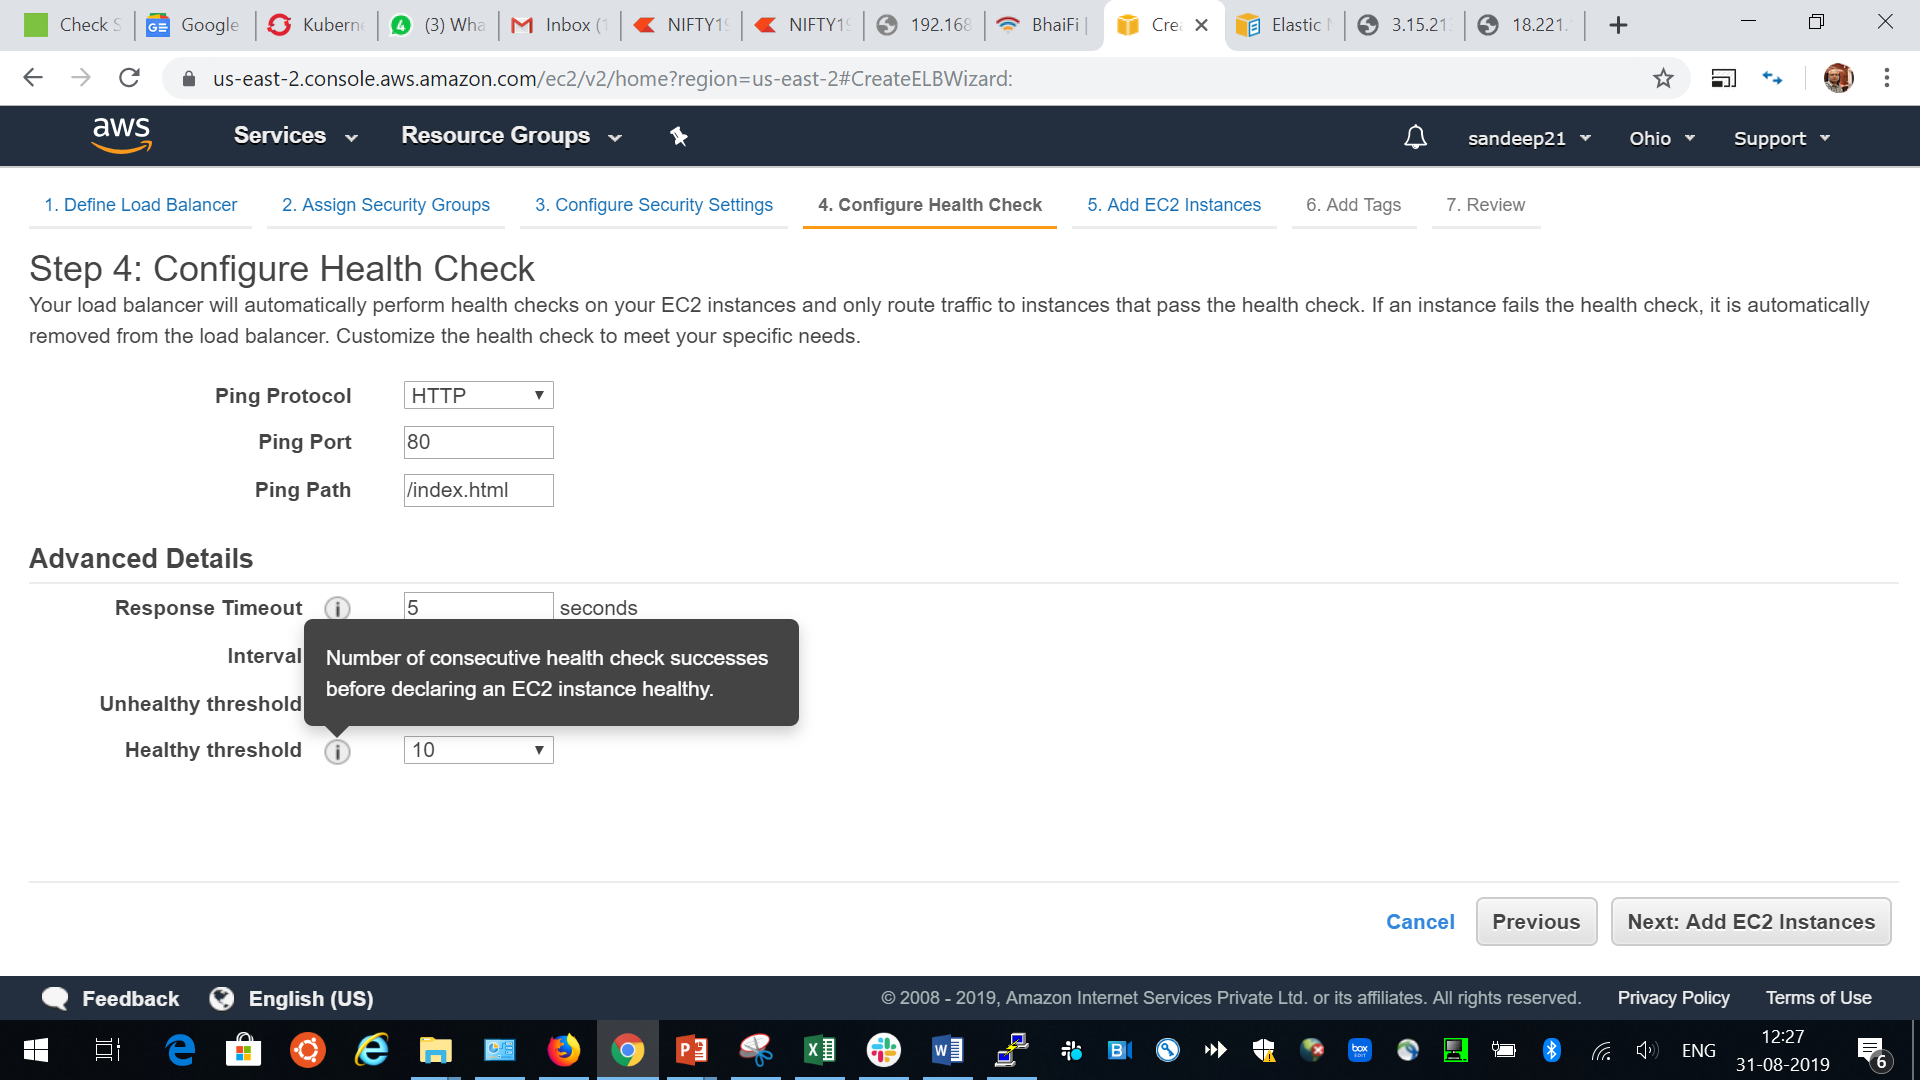 Check S
Google
Kuberne
(3) Wha
Inbox (1
NIFTY19
NIFTY19
192.168
BhaiFi |
Crea
Elastic
3.15.21
18.221.
us-east-2.console.aws.amazon.com/ec2/v2/home?region=us-east-2#CreateELBWizard:
aws
Services
Resource Groups
sandeep21
Ohio
Support
1. Define Load Balancer
2. Assign Security Groups
3. Configure Security Settings
4. Configure Health Check
5. Add EC2 Instances
6. Add Tags
7. Review
Step 4: Configure Health Check
Your load balancer will automatically perform health checks on your EC2 instances and only route traffic to instances that pass the health check. If an instance fails the health check, it is automatically
removed from the load balancer. Customize the health check to meet your specific needs.
Ping Protocol HTTP
Ping Port 80
Ping Path /index.html
Advanced Details
Response Timeout i 5 seconds
Interval
Number of consecutive health check successes
before declaring an EC2 instance healthy.
Unhealthy threshold
Healthy threshold i 10
Cancel
Previous
Next: Add EC2 Instances
Feedback
English (US)
© 2008 - 2019, Amazon Internet Services Private Ltd. or its affiliates. All rights reserved.
Privacy Policy
Terms of Use
ENG
12:27
31-08-2019
6